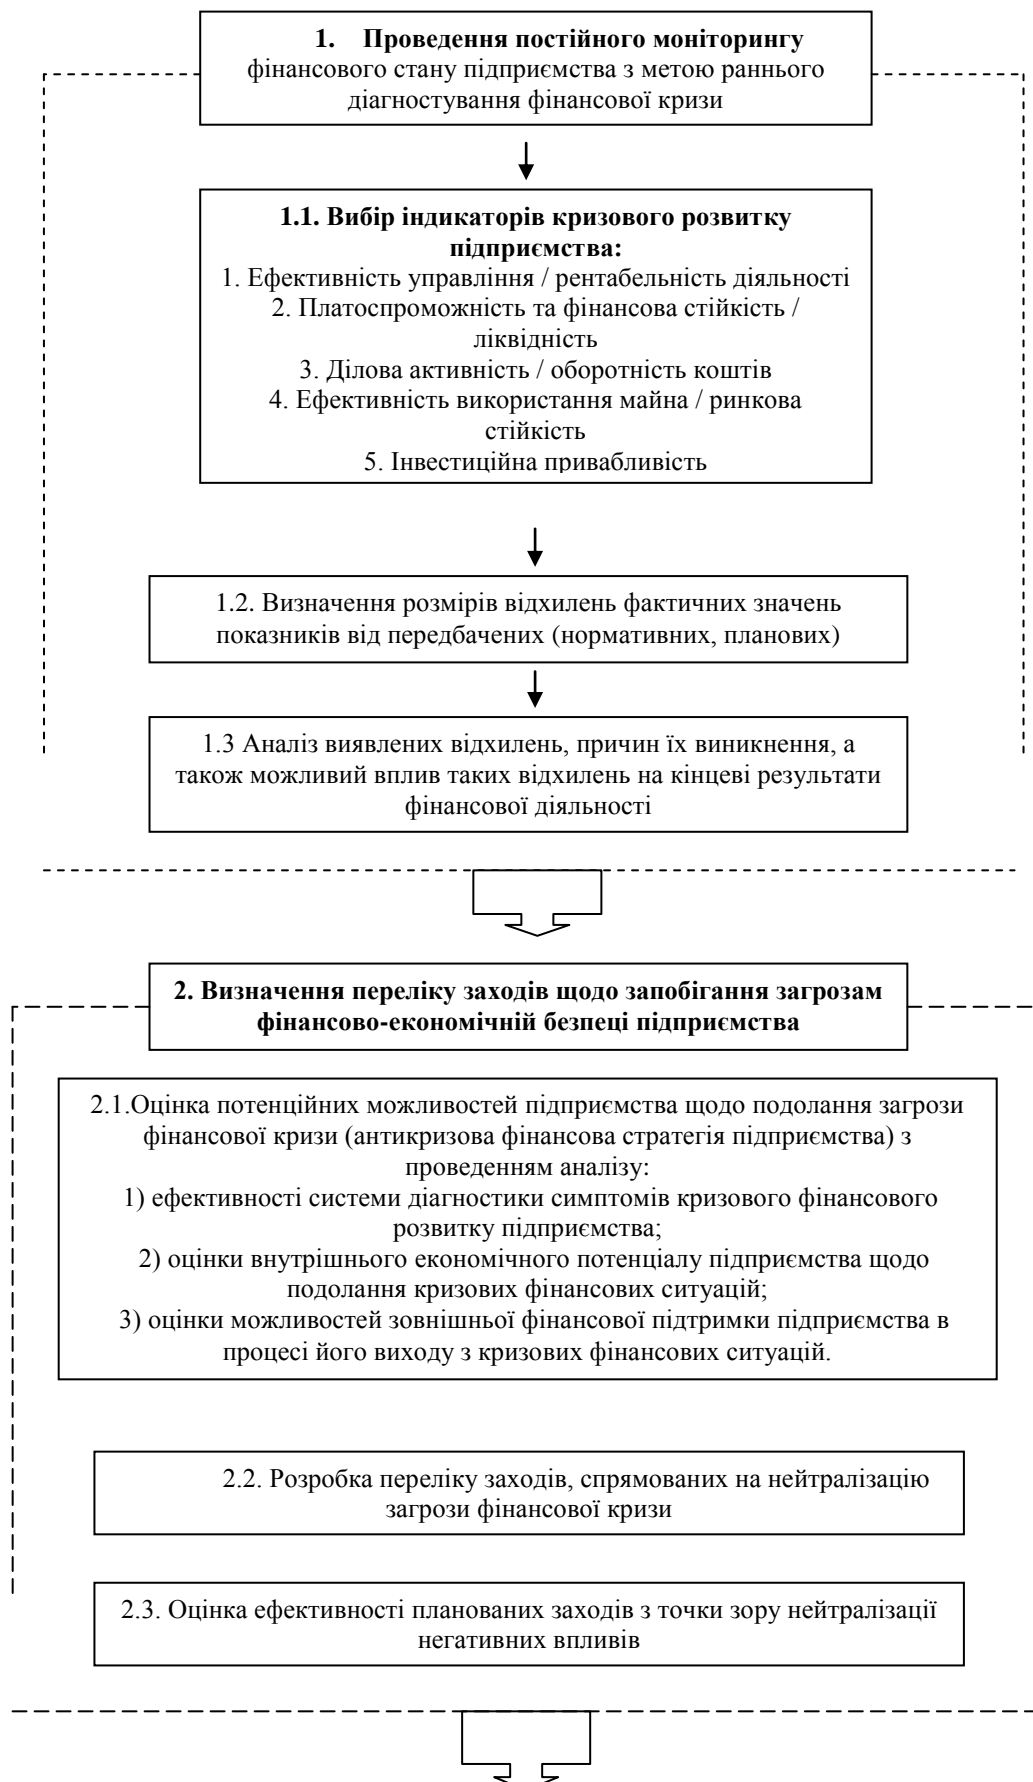 1. Проведення постійного моніторингу
фінансового стану підприємства з метою раннього
діагностування фінансової кризи
1.1. Вибір індикаторів кризового розвитку
підприємства:
1. Ефективність управління / рентабельність діяльності
2. Платоспроможність та фінансова стійкість /
ліквідність
3. Ділова активність / оборотність коштів
4. Ефективність використання майна / ринкова
стійкість
5. Інвестиційна привабливість
1.2. Визначення розмірів відхилень фактичних значень
показників від передбачених (нормативних, планових)
1.3 Аналіз виявлених відхилень, причин їх виникнення, а
також можливий вплив таких відхилень на кінцеві результати
фінансової діяльності
2. Визначення переліку заходів щодо запобігання загрозам
фінансово-економічній безпеці підприємства
2.1.Оцінка потенційних можливостей підприємства щодо подолання загрози
фінансової кризи (антикризова фінансова стратегія підприємства) з
проведенням аналізу:
1) ефективності системи діагностики симптомів кризового фінансового
розвитку підприємства;
2) оцінки внутрішнього економічного потенціалу підприємства щодо
подолання кризових фінансових ситуацій;
3) оцінки можливостей зовнішньої фінансової підтримки підприємства в
процесі його виходу з кризових фінансових ситуацій.
2.2. Розробка переліку заходів, спрямованих на нейтралізацію
загрози фінансової кризи
2.3. Оцінка ефективності планованих заходів з точки зору нейтралізації
негативних впливів